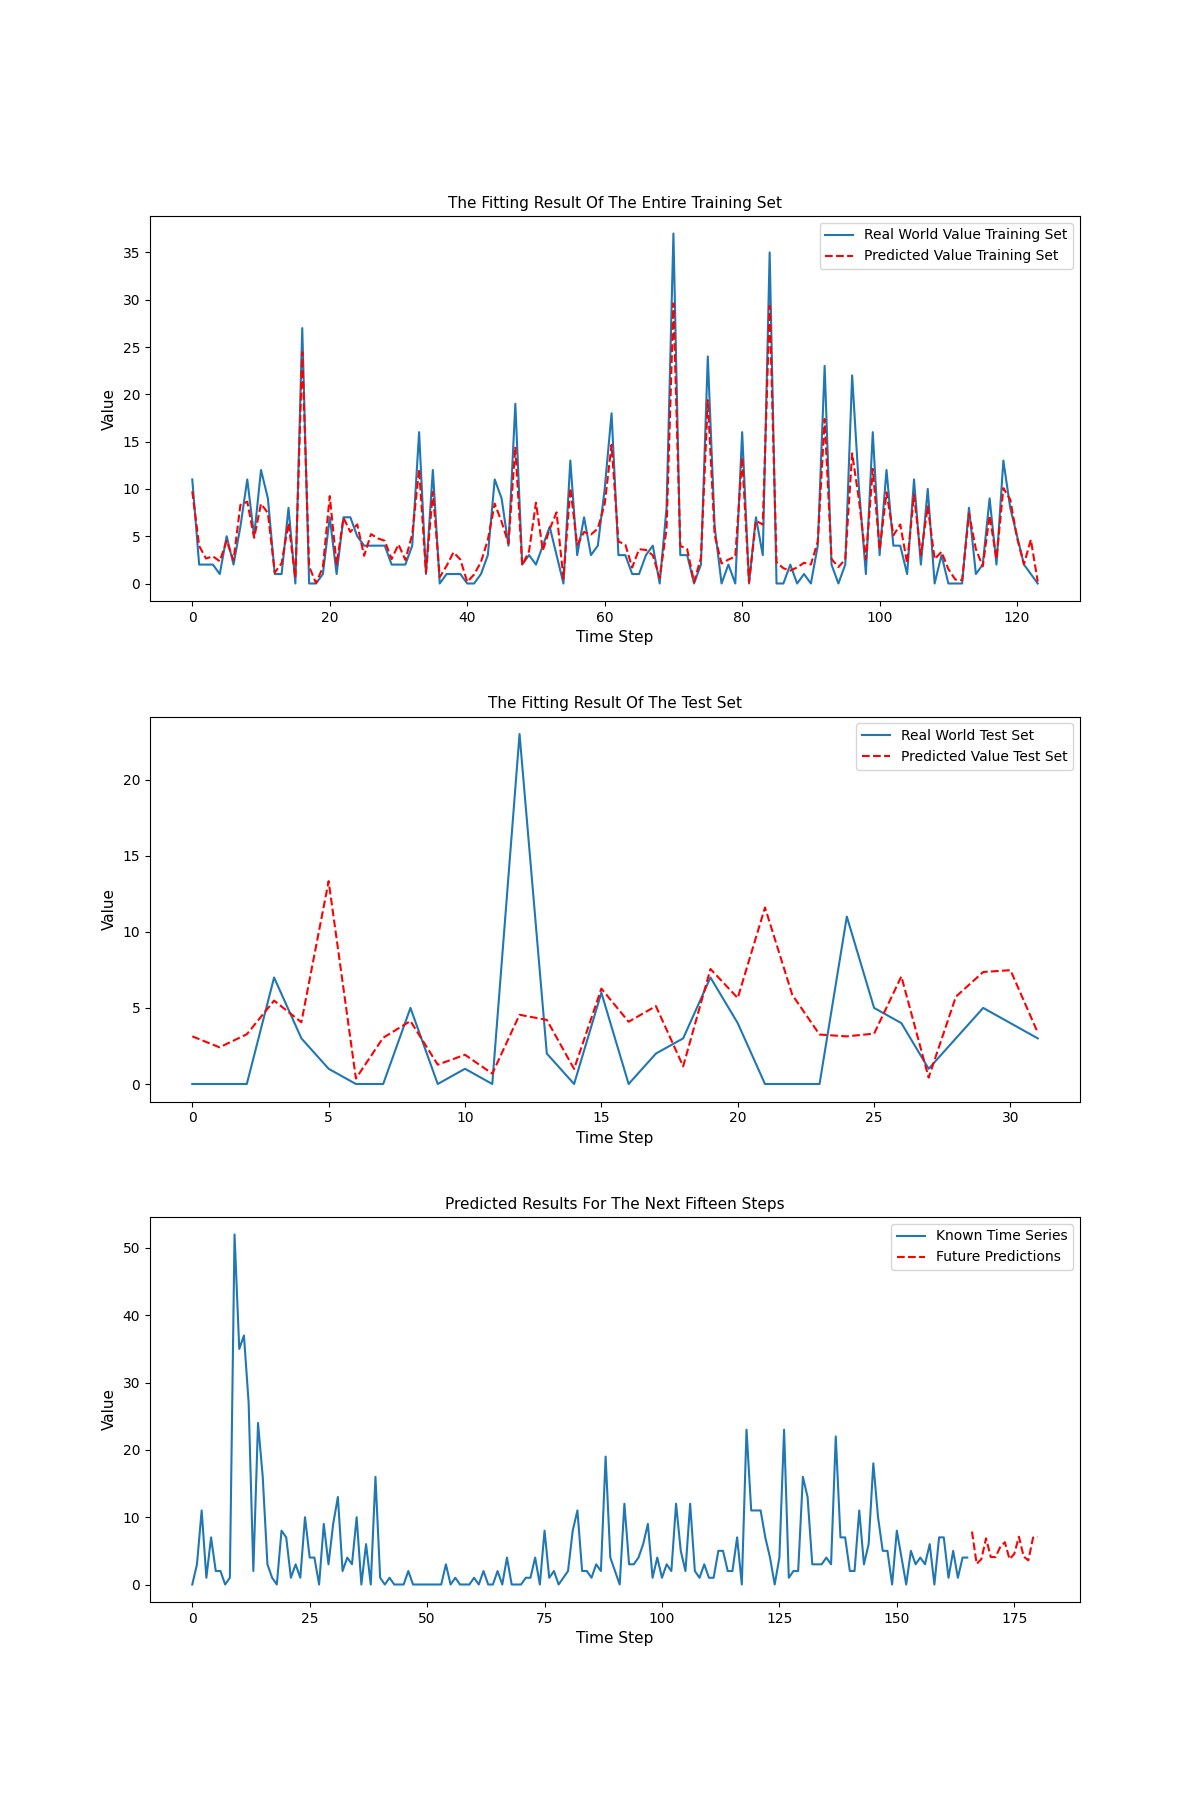 The Fitting Result Of The Entire Training Set
Real World Value Training Set
Predicted Value Training Set
Value
35
30
25
20
15
10
5
0
0 20 40 60 80 100 120
Time Step
The Fitting Result Of The Test Set
Real World Test Set
Predicted Value Test Set
Value
20
15
10
5
0
0 5 10 15 20 25 30
Time Step
Predicted Results For The Next Fifteen Steps
Known Time Series
Future Predictions
Value
50
40
30
20
10
0
0 25 50 75 100 125 150 175
Time Step